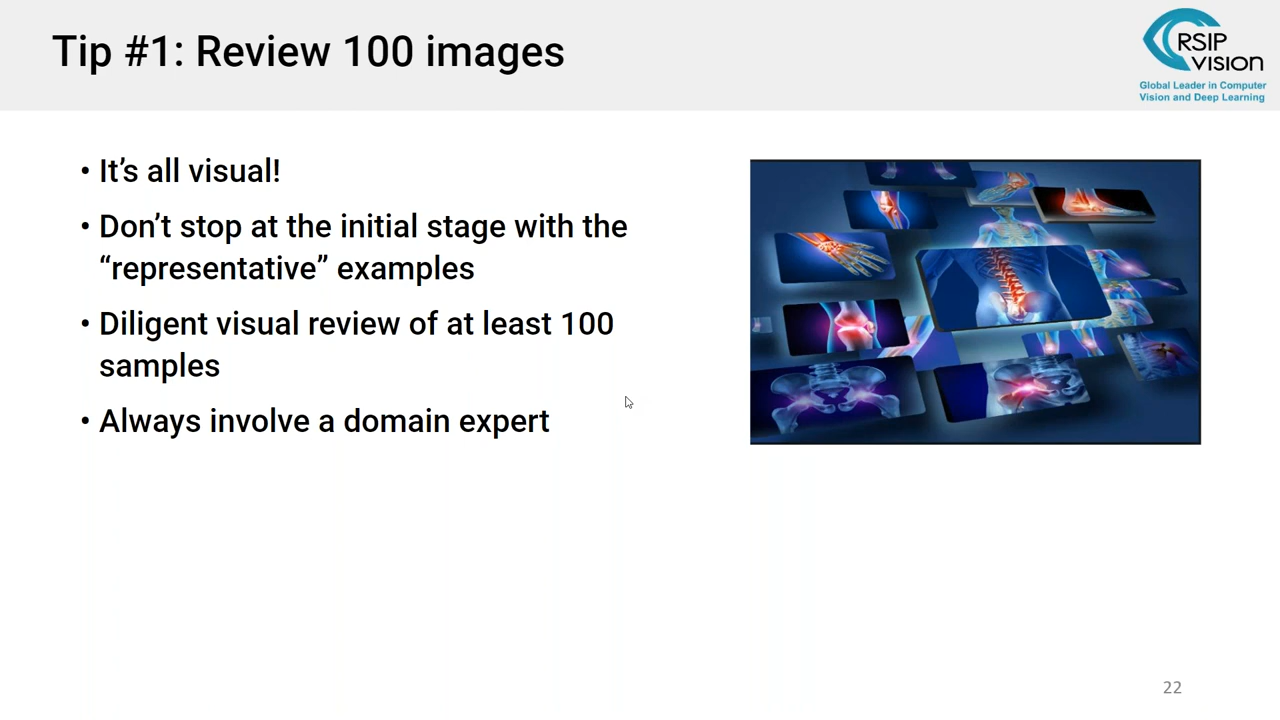 Tip #1: Review 100 images
RSIP
VISION
Global Leader in Computer
Vision and Deep Learning
• It’s all visual!
• Don’t stop at the initial stage with the
“representative” examples
• Diligent visual review of at least 100
samples
• Always involve a domain expert
22